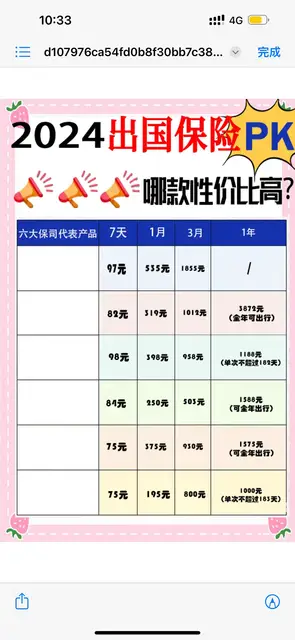 10:33
4G
d107976ca54fd0b8f30bb7c38...
完成
2024出国保险PK
哪款性价比高?
六大保司代表产品 7天 1月 3月 1年
97元 535元 1855元 /
82元 319元 1012元 3872元
(全年可出行)
98元 398元 958元 1188元
(单次不超过182天)
84元 250元 505元 1588元
(可全年出行)
75元 375元 930元 1575元
(可全年出行)
75元 195元 800元 1000元
(单次不超过183天)